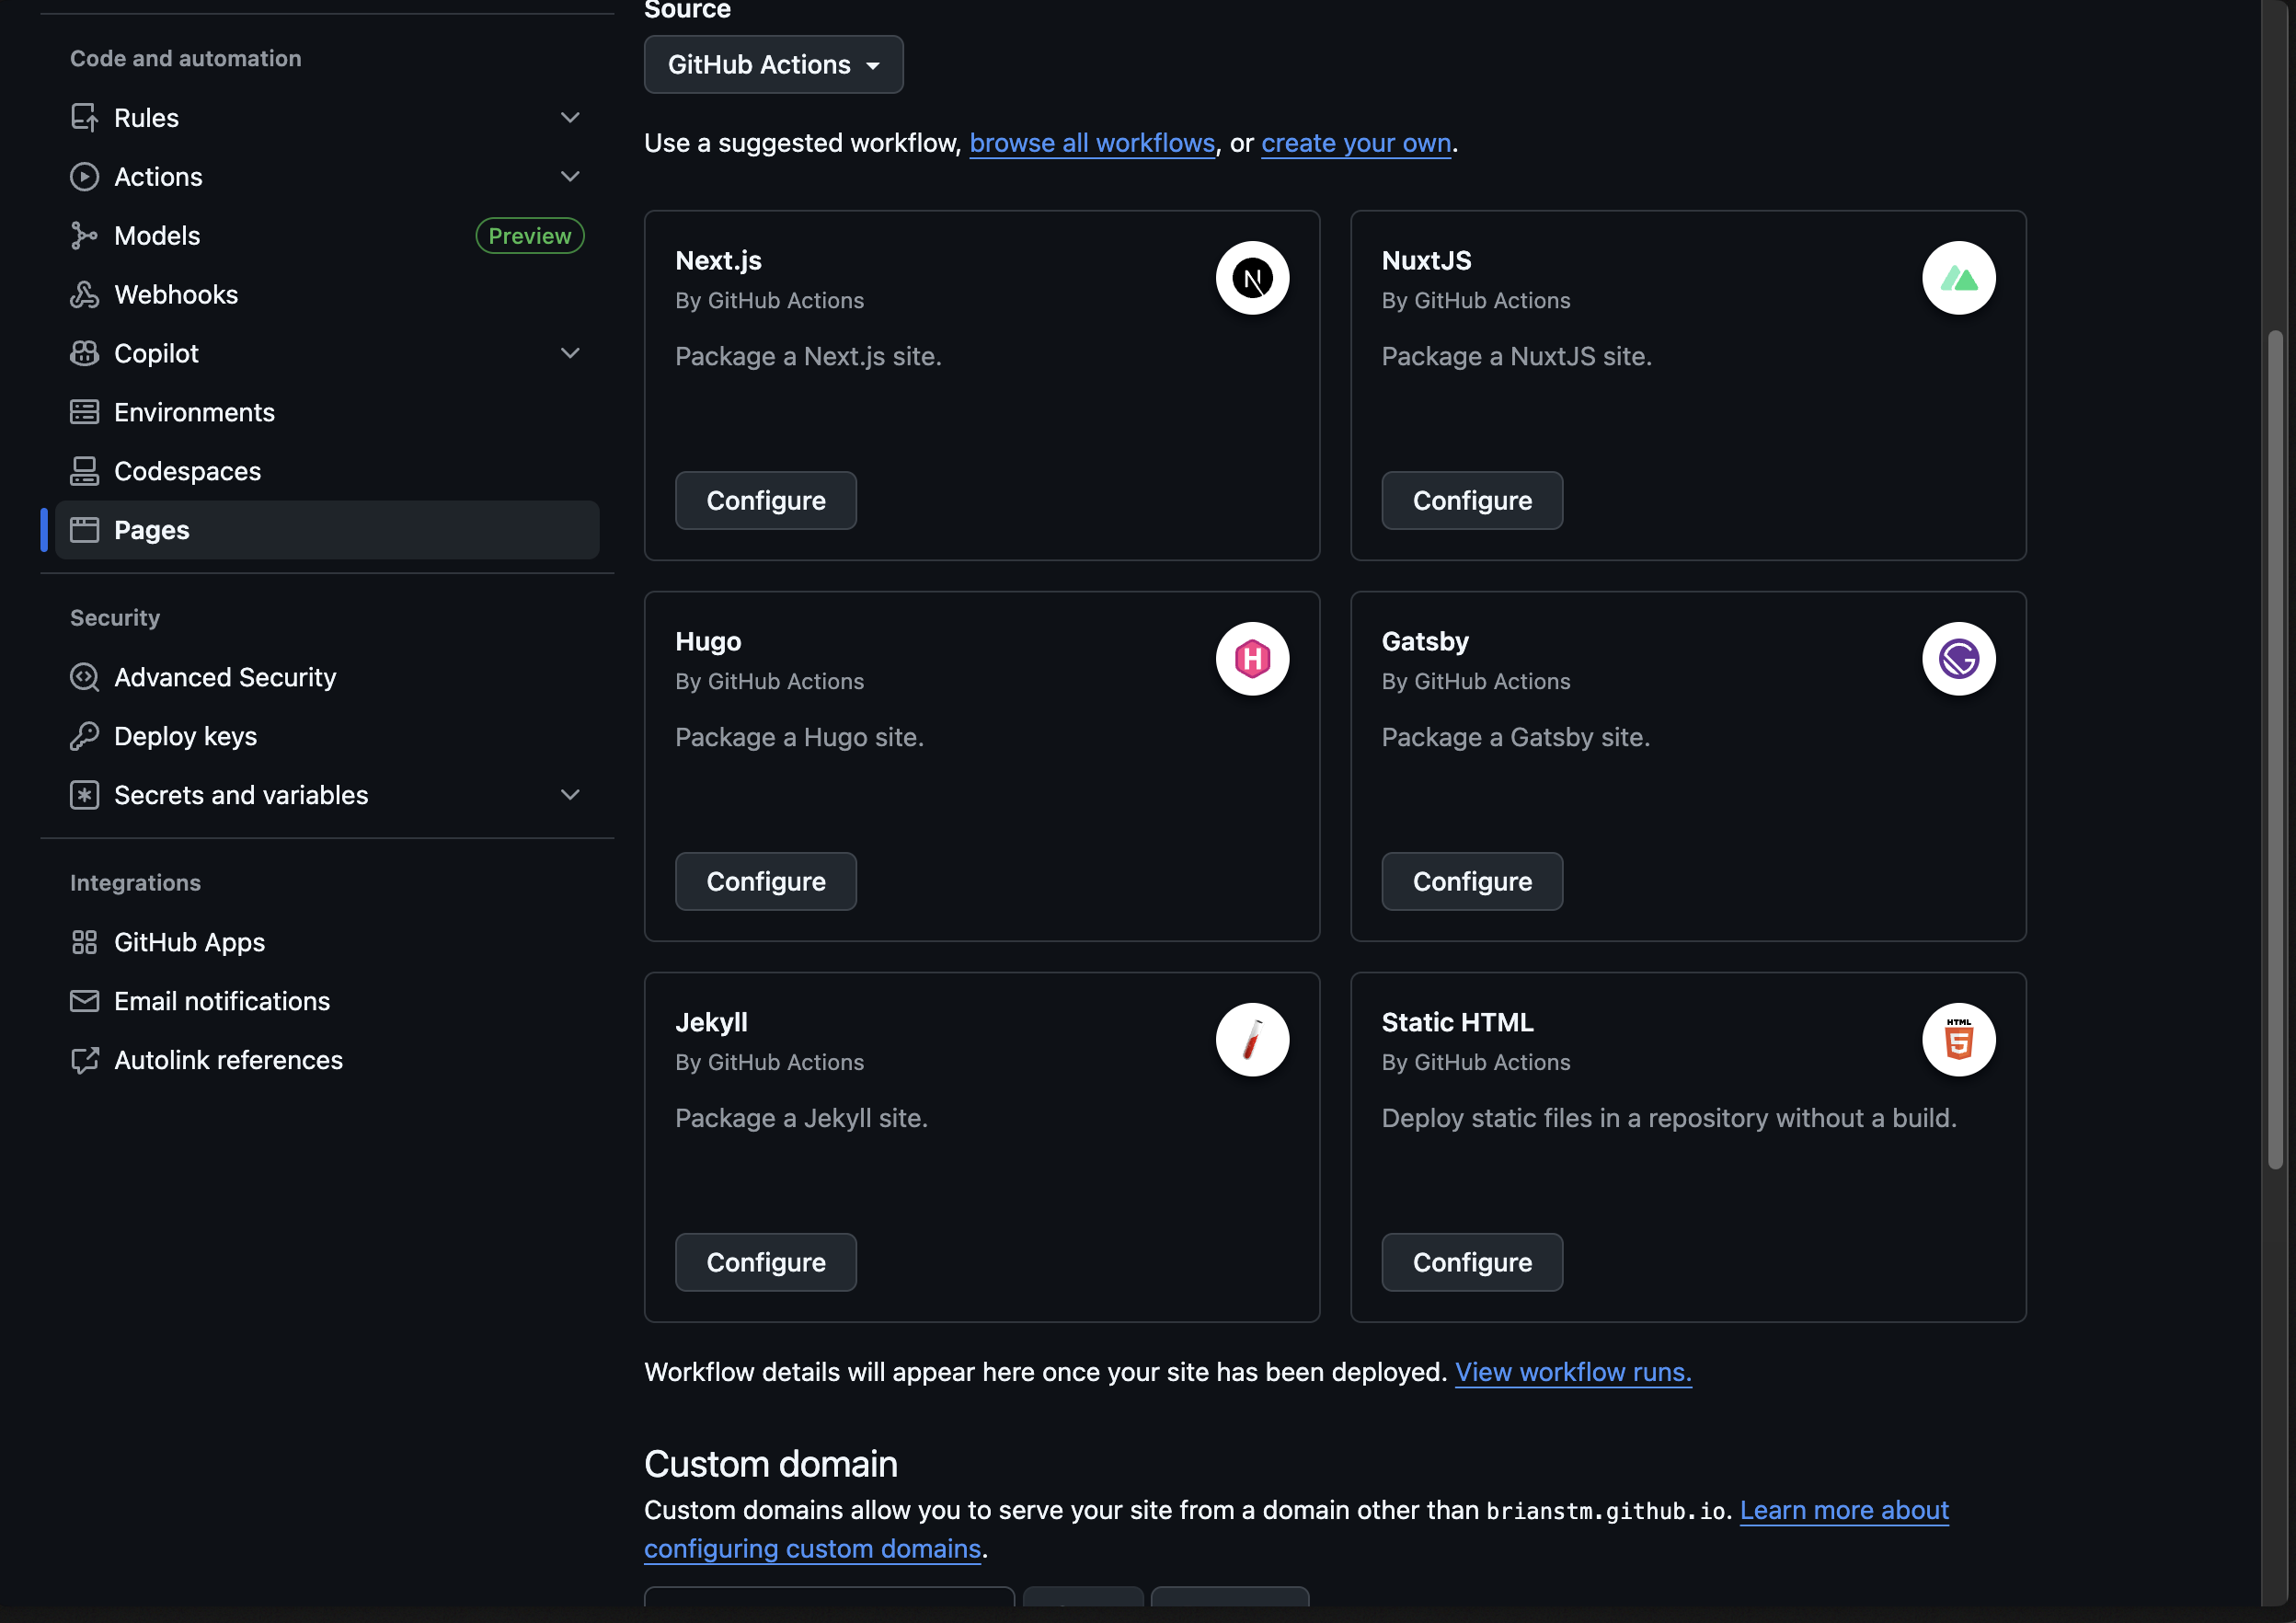 Code and automation
Rules
Actions
Models Preview
Webhooks
Copilot
Environments
Codespaces
Pages
Security
Advanced Security
Deploy keys
Secrets and variables
Integrations
GitHub Apps
Email notifications
Autolink references
Source
GitHub Actions
Use a suggested workflow, browse all workflows, or create your own.
Next.js
By GitHub Actions
Package a Next.js site.
Configure
NuxtJS
By GitHub Actions
Package a NuxtJS site.
Configure
Hugo
By GitHub Actions
Package a Hugo site.
Configure
Gatsby
By GitHub Actions
Package a Gatsby site.
Configure
Jekyll
By GitHub Actions
Package a Jekyll site.
Configure
Static HTML
By GitHub Actions
HTML
5
Deploy static files in a repository without a build.
Configure
Workflow details will appear here once your site has been deployed. View workflow runs.
Custom domain
Custom domains allow you to serve your site from a domain other than brianstm.github.io. Learn more about
configuring custom domains.